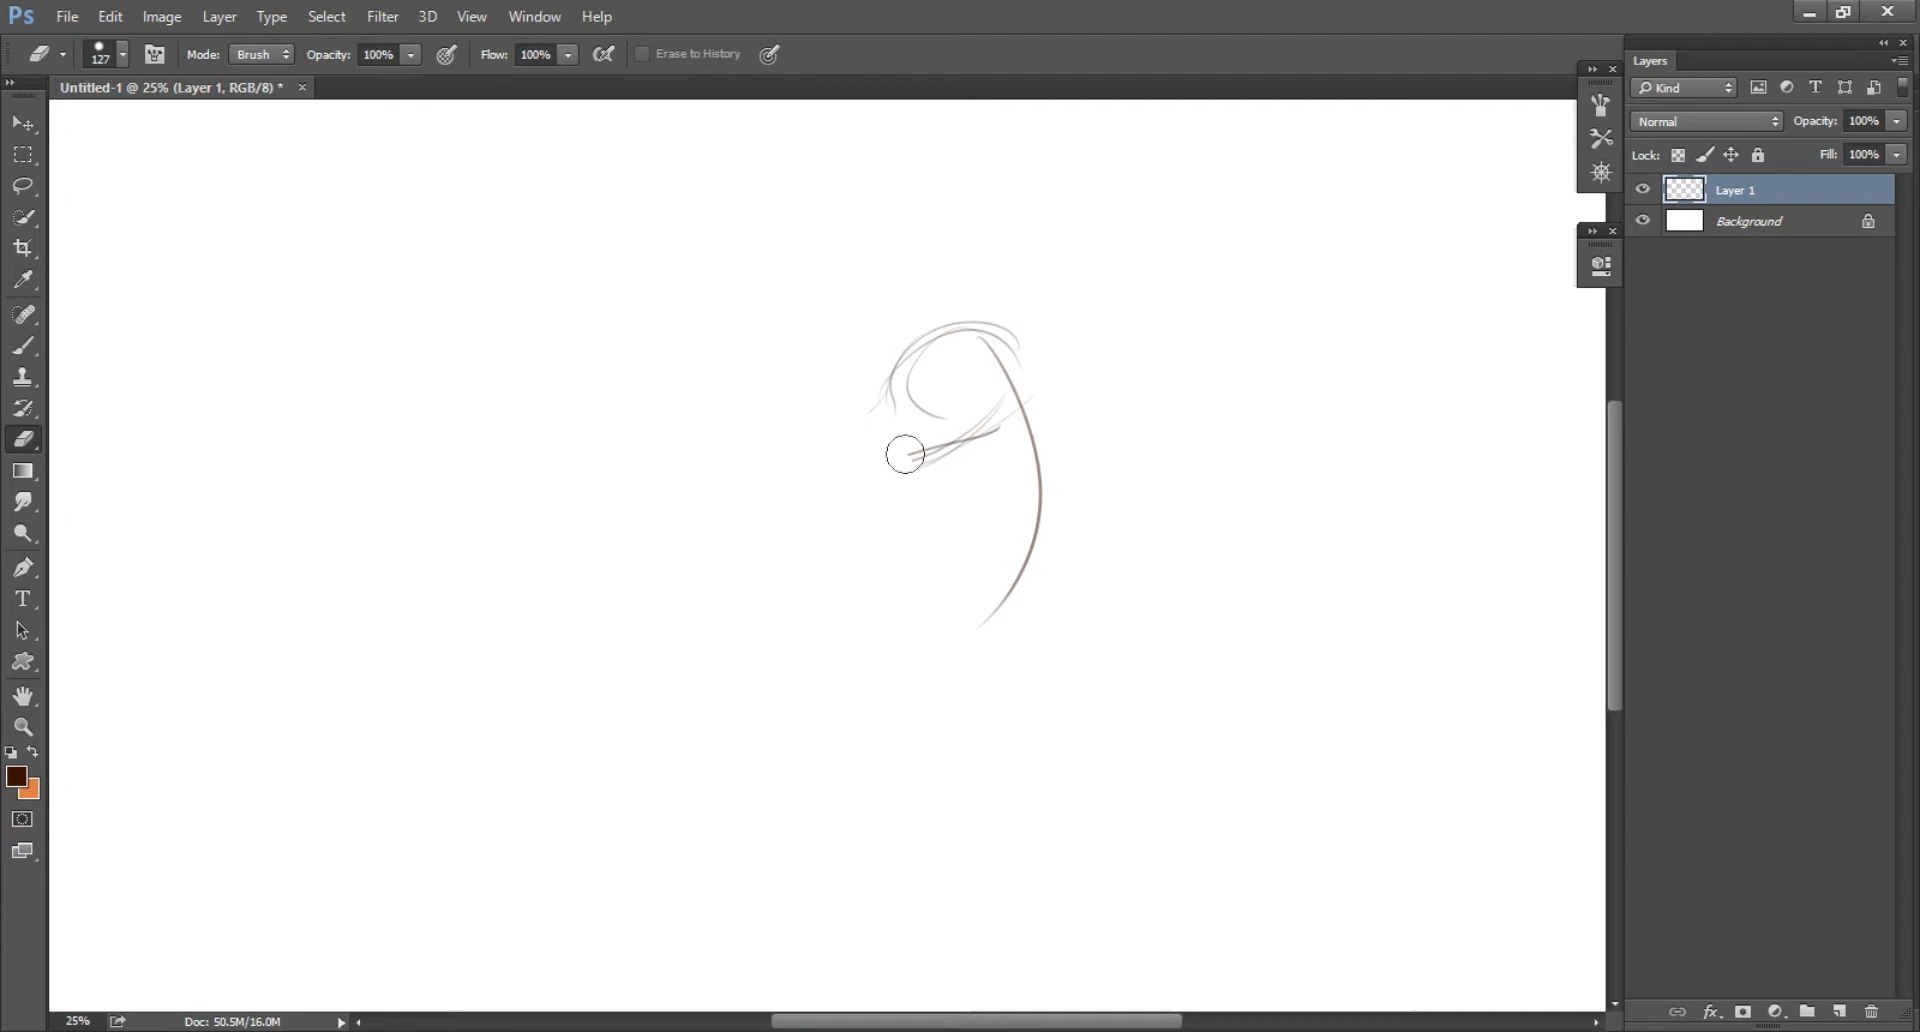 Ps File Edit Image Layer Type Select Filter 3D View Window Help
127 Mode: Brush Opacity: 100% Flow: 100% Erase to History
Untitled-1 @ 25% (Layer 1, RGB/8) *
Layers
Kind
Normal Opacity: 100%
Lock: Fill: 100%
Layer 1
Background
25% Doc: 50.5M/16.0M
fx